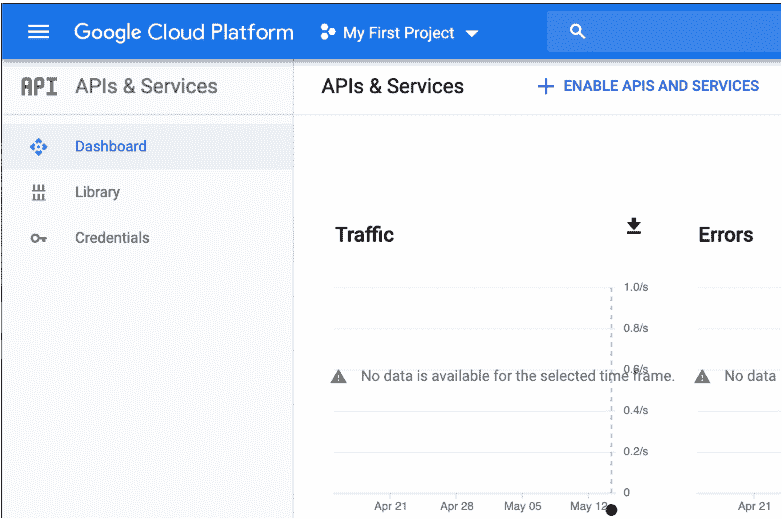 Google Cloud Platform My First Project
API APIs & Services
APIs & Services + ENABLE APIS AND SERVICES
Dashboard
Library
Credentials
Traffic
Errors
1.0/s
0.8/s
0.6/s
No data is available for the selected time frame.
No data
0.4/s
0.2/s
0
Apr 21 Apr 28 May 05 May 12
Apr 21